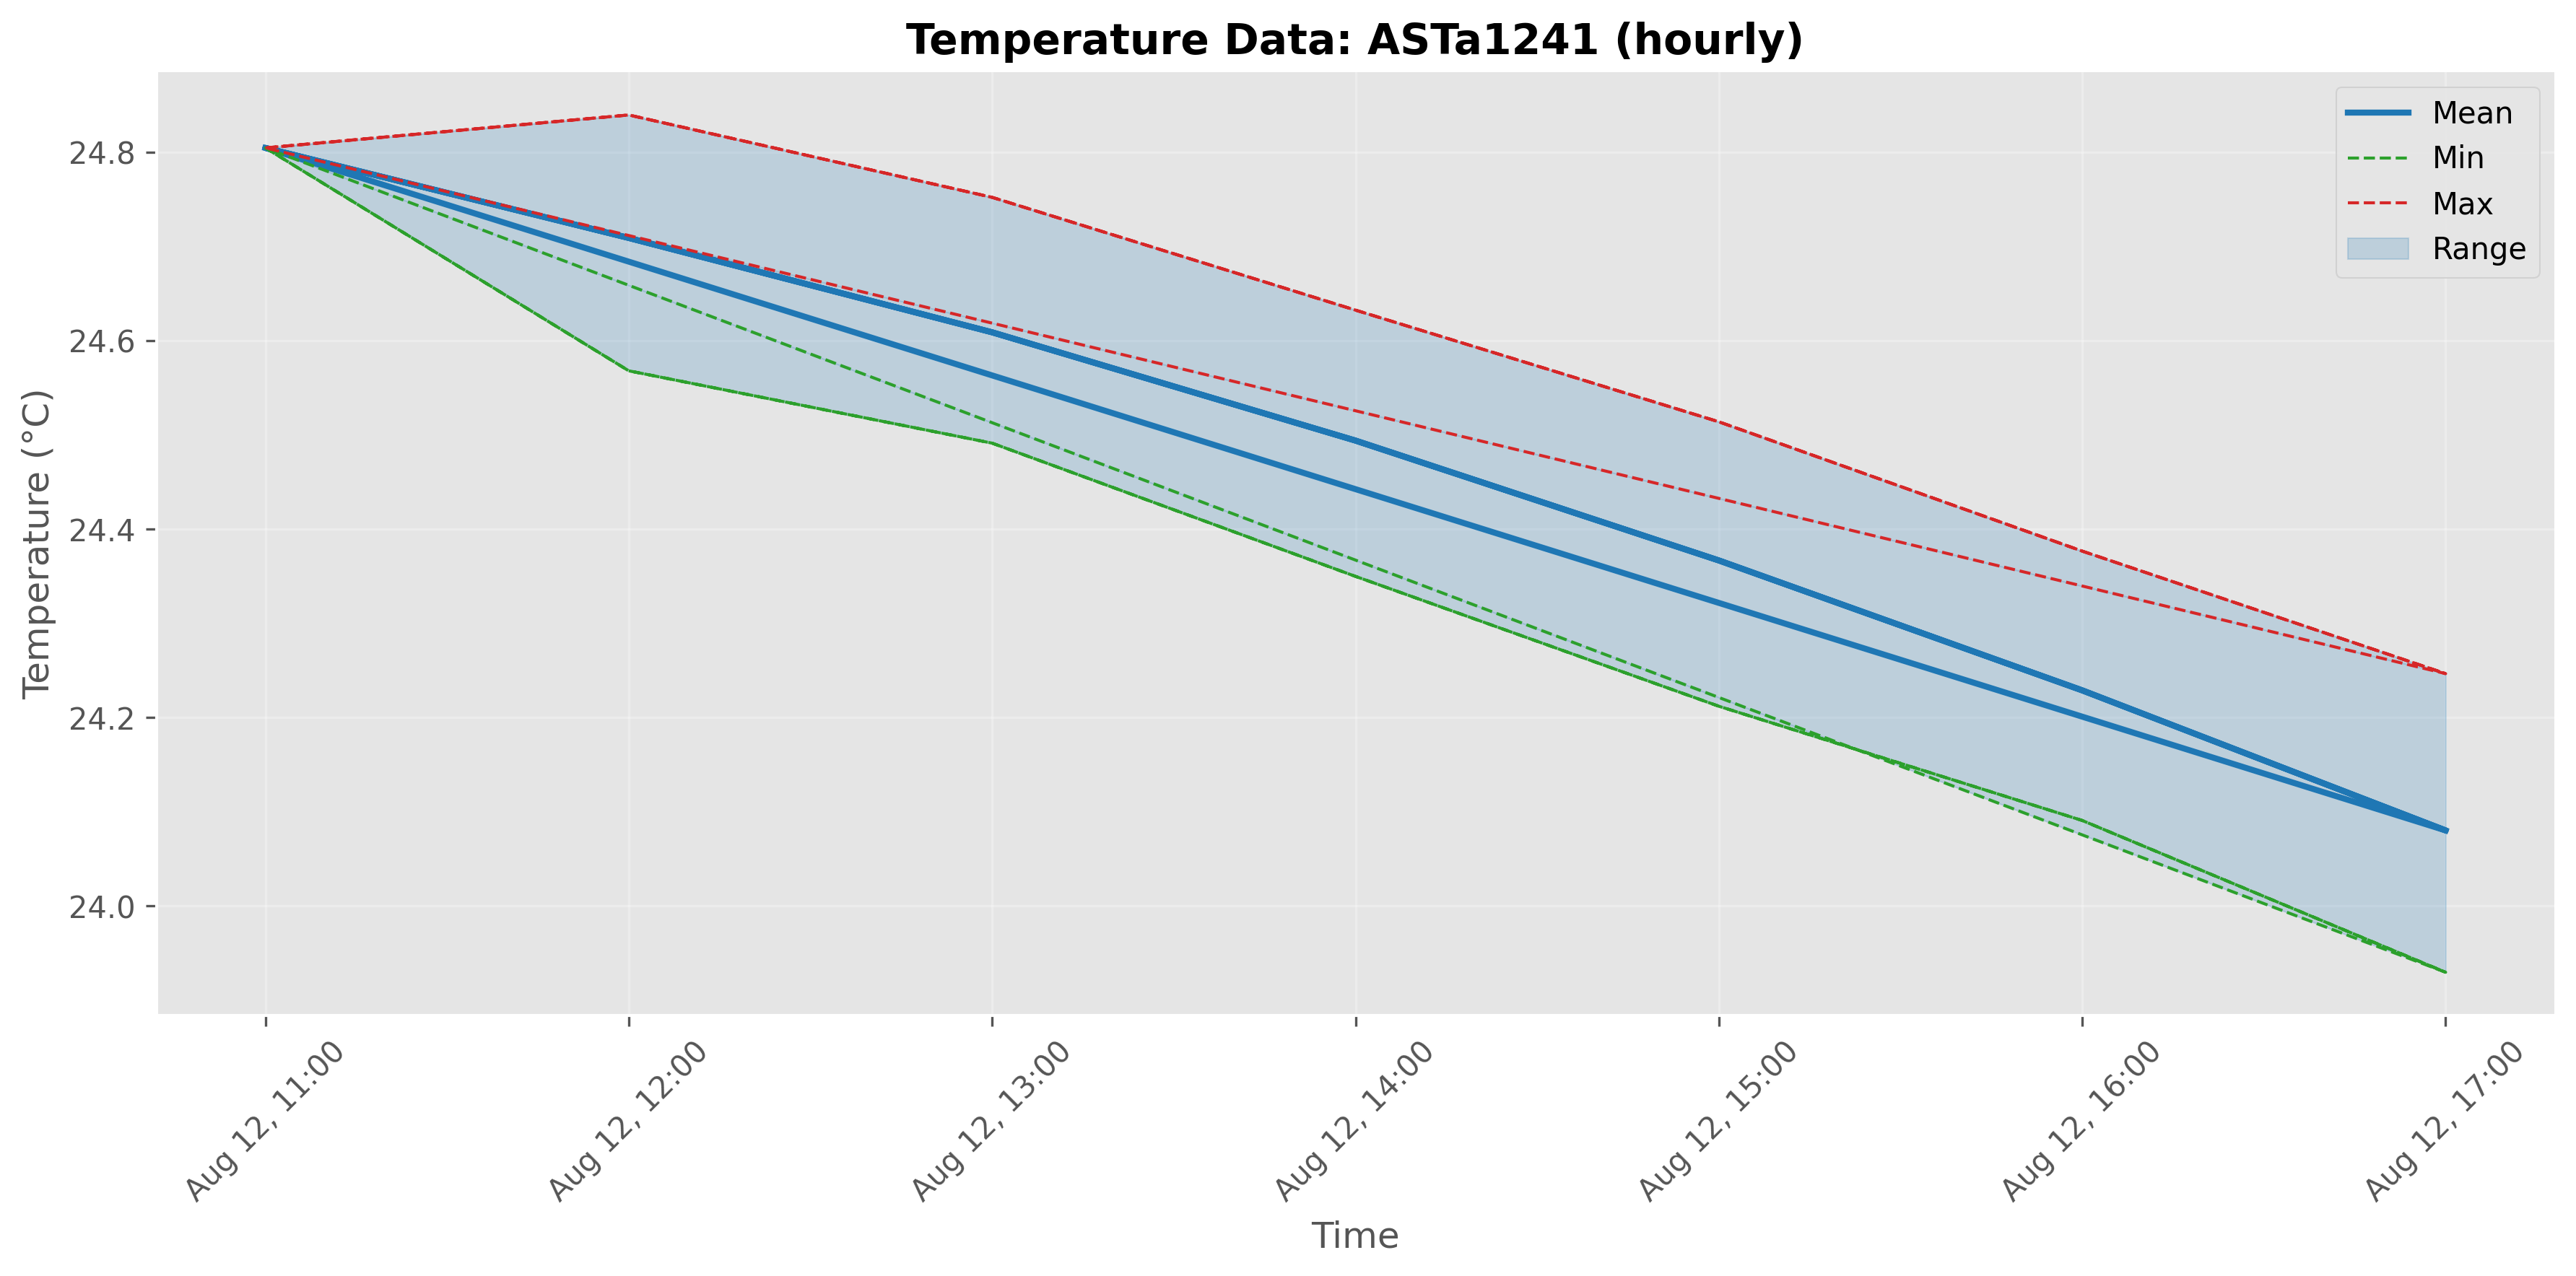 Temperature Data: ASTa1241 (hourly)
Mean
Min
Max
Range
Temperature (°C)
24.8
24.6
24.4
24.2
24.0
Aug 12, 11:00
Aug 12, 12:00
Aug 12, 13:00
Aug 12, 14:00
Aug 12, 15:00
Aug 12, 16:00
Aug 12, 17:00
Time